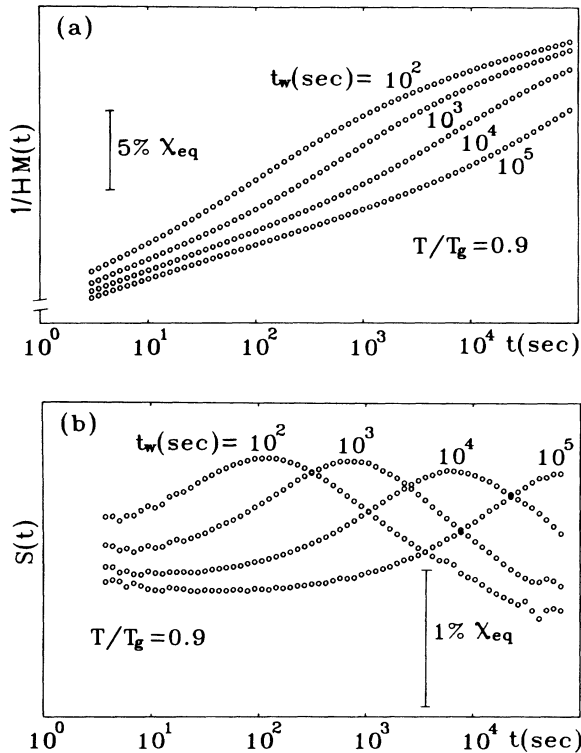 (a)
t_w(sec)= 10^2
10^3
10^4
10^5
5% χ_eq
1/H M(t)
T/T_g=0.9
10^0 10^1 10^2 10^3 10^4 t(sec)
(b)
t_w(sec)= 10^2 10^3 10^4 10^5
S(t)
1% χ_eq
T/T_g=0.9
10^0 10^1 10^2 10^3 10^4 t(sec)